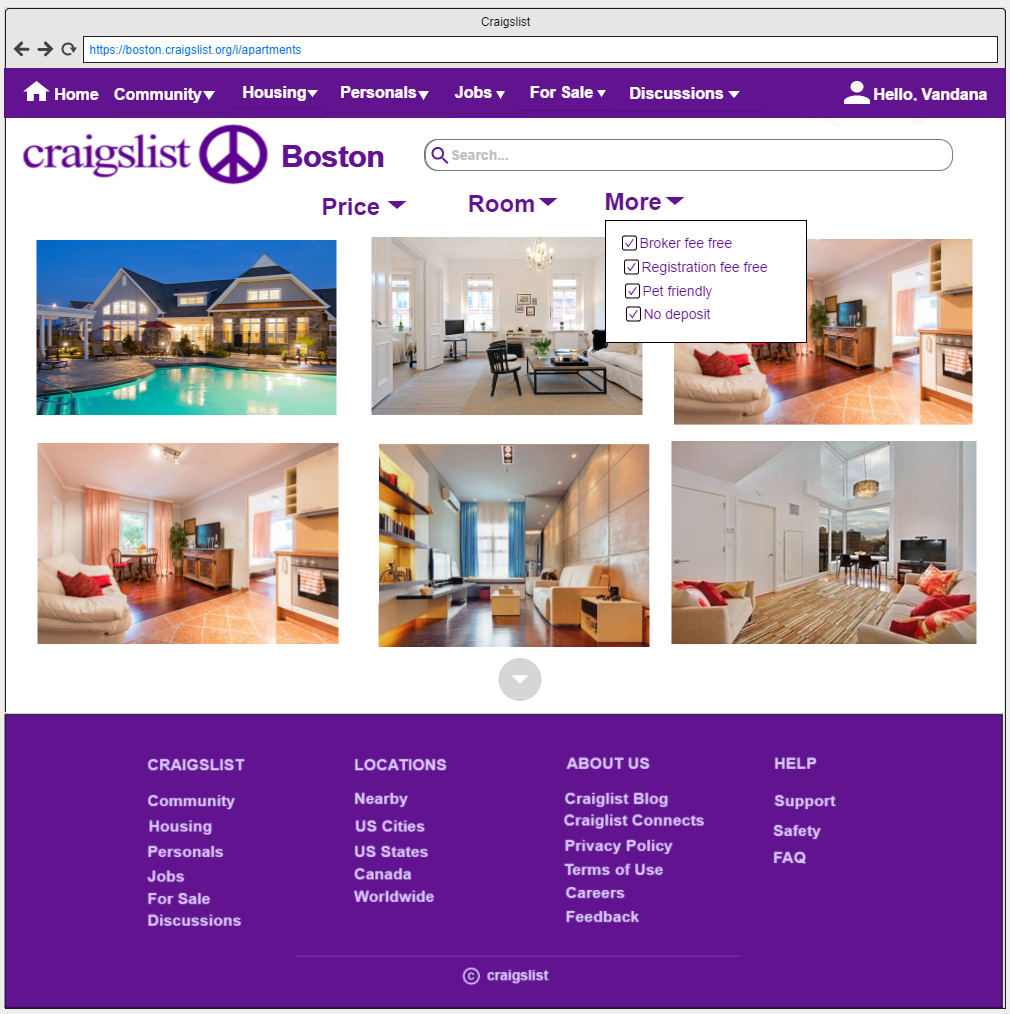 Craigslist
https://boston.craigslist.org/i/apartments
Home Community Housing Personals Jobs For Sale Discussions Hello, Vandana
craigslist Boston Search...
Price Room More
Broker fee free
Registration fee free
Pet friendly
No deposit
CRAIGSLIST
Community
Housing
Personals
Jobs
For Sale
Discussions
LOCATIONS
Nearby
US Cities
US States
Canada
Worldwide
ABOUT US
Craiglist Blog
Craiglist Connects
Privacy Policy
Terms of Use
Careers
Feedback
HELP
Support
Safety
FAQ
© craigslist